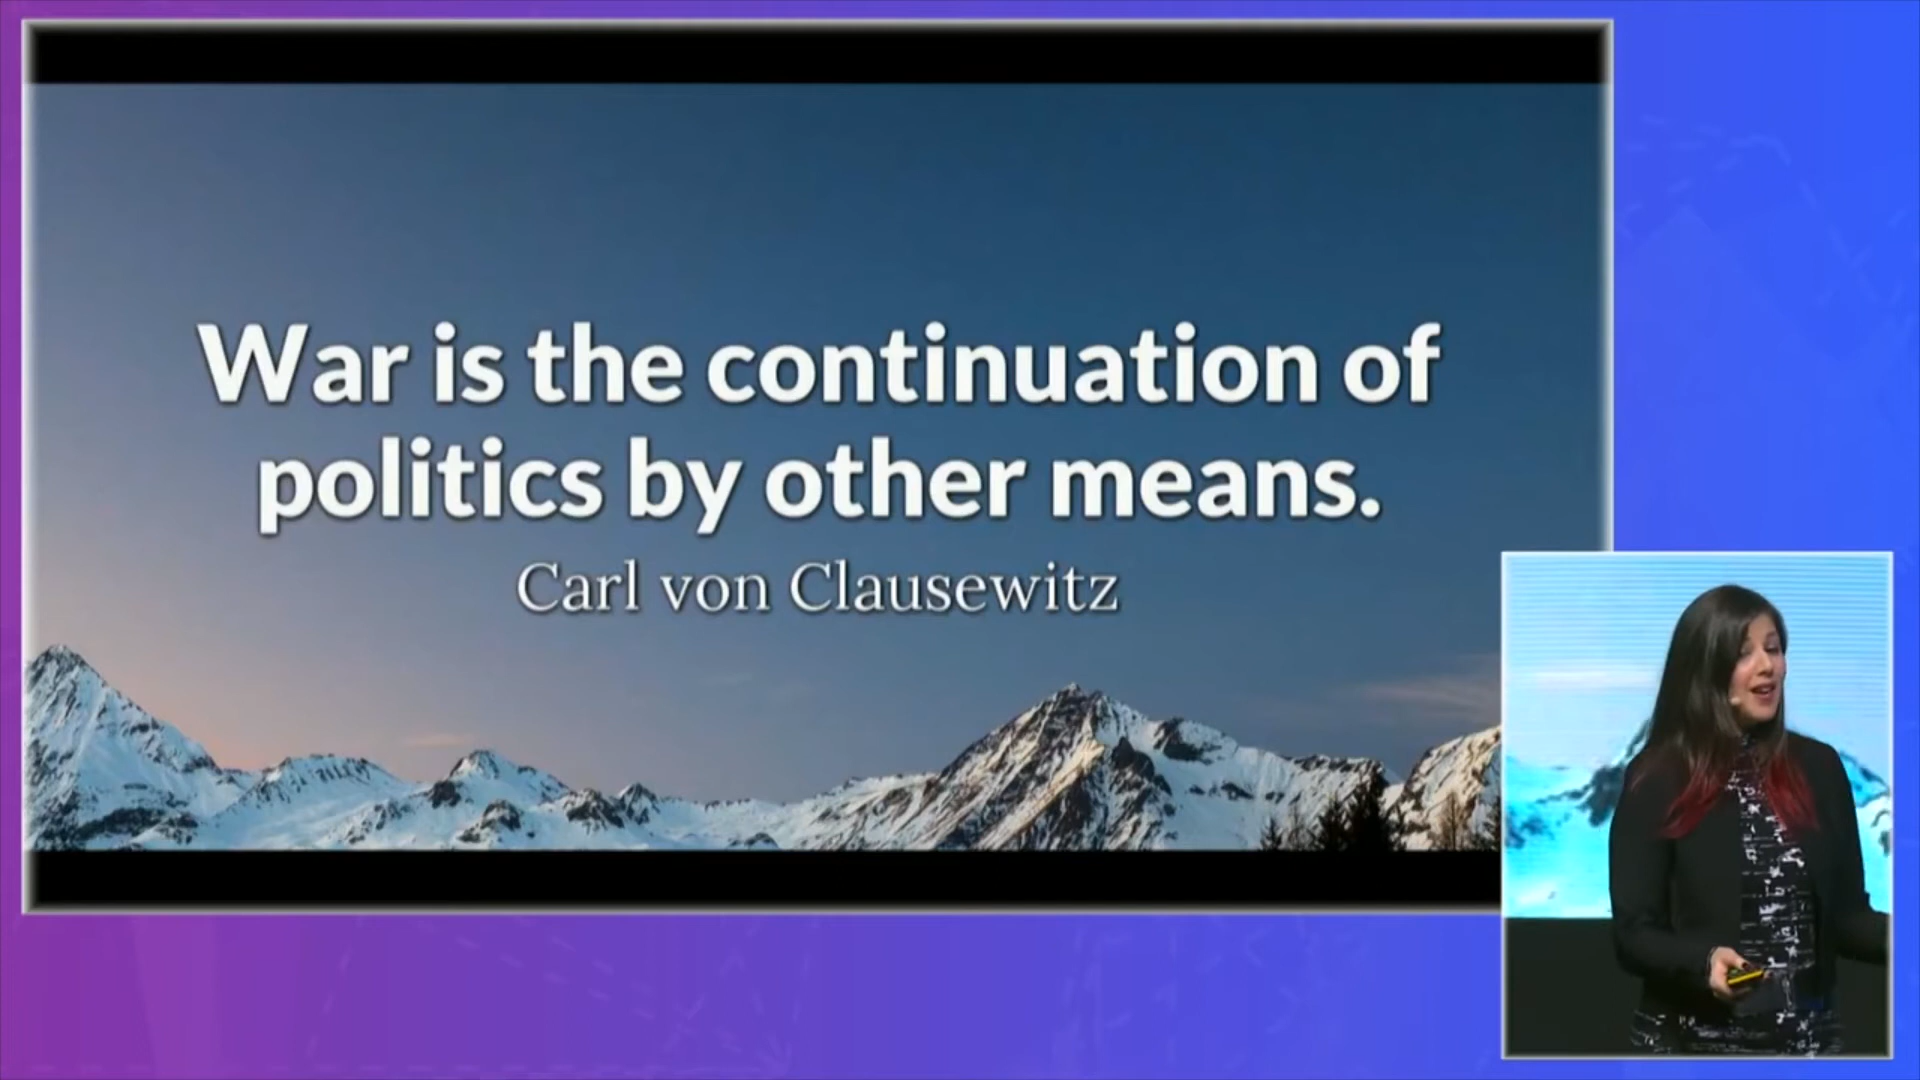 War is the continuation of
politics by other means.
Carl von Clausewitz